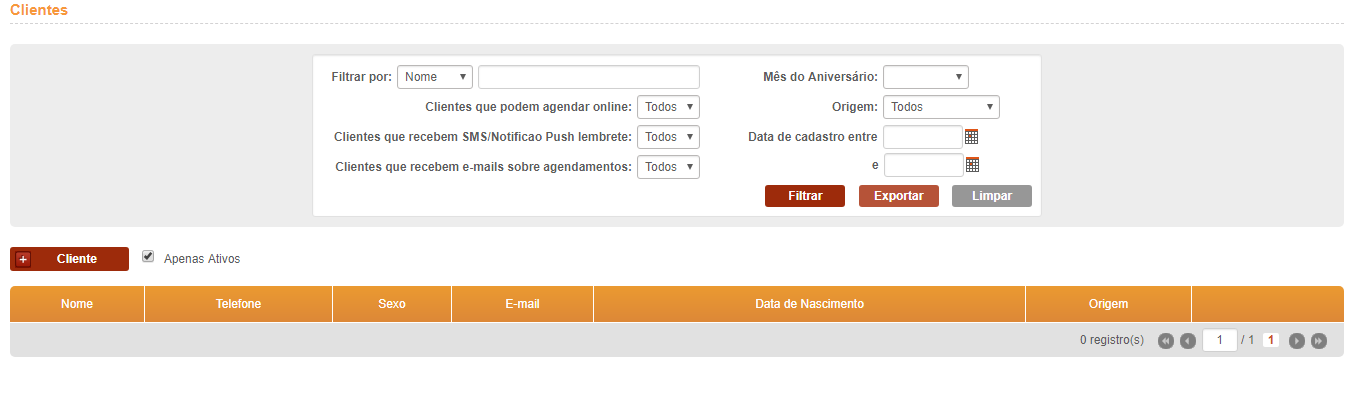 Clientes
Filtrar por: Nome Mês do Aniversário:
Clientes que podem agendar online: Todos Origem: Todos
Clientes que recebem SMS/Notificao Push lembrete: Todos Data de cadastro entre
Clientes que recebem e-mails sobre agendamentos: Todos e
Filtrar Exportar Limpar
+ Cliente Apenas Ativos
Nome Telefone Sexo E-mail Data de Nascimento Origem
0 registro(s) 1 / 1 1